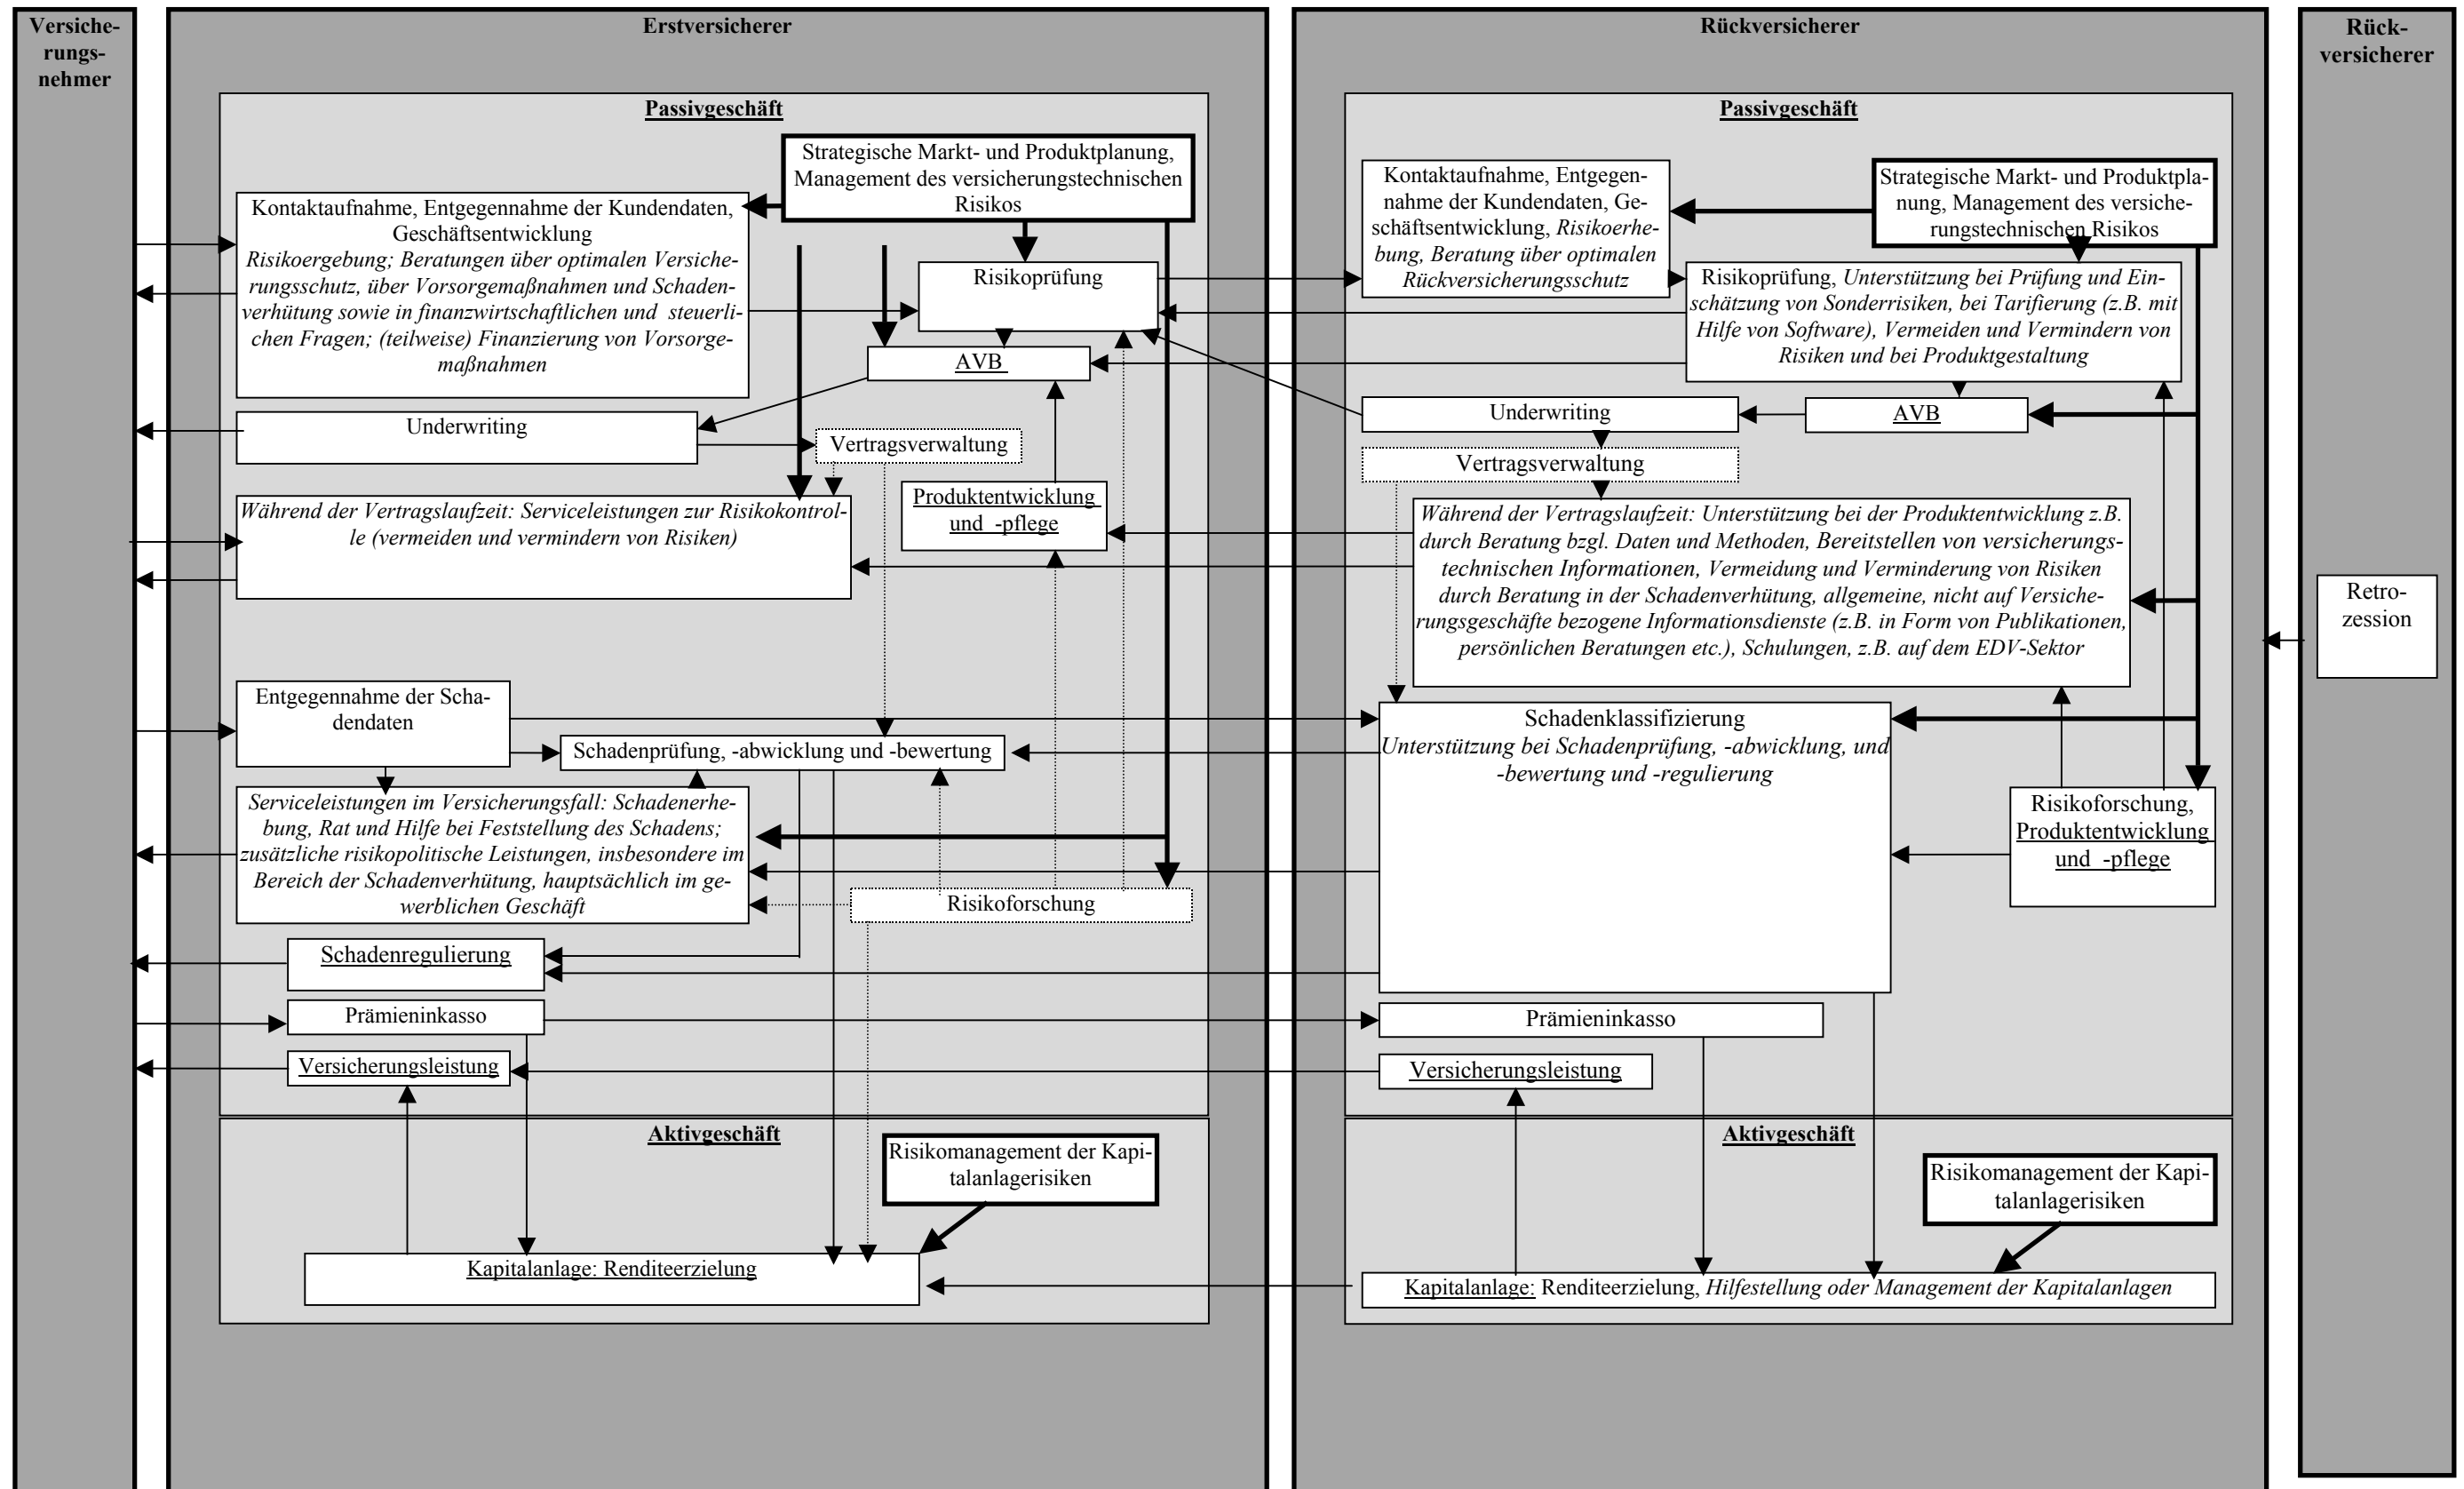 Versiche-
rungs-
nehmer
Erstversicherer
Passivgeschäft
Strategische Markt- und Produktplanung,
Management des versicherungstechnischen
Risikos
Kontaktaufnahme, Entgegennahme der Kundendaten,
Geschäftsentwicklung
Risikoergebung; Beratungen über optimalen Versiche-
rungsschutz, über Vorsorgemaßnahmen und Schaden-
verhütung sowie in finanzwirtschaftlichen und steuerli-
chen Fragen; (teilweise) Finanzierung von Vorsorge-
maßnahmen
Risikoprüfung
AVB
Underwriting
Vertragsverwaltung
Während der Vertragslaufzeit: Serviceleistungen zur Risikokontrol-
le (vermeiden und vermindern von Risiken)
Produktentwicklung
und -pflege
Entgegennahme der Scha-
dendaten
Schadenprüfung, -abwicklung und -bewertung
Serviceleistungen im Versicherungsfall: Schadenerhe-
bung, Rat und Hilfe bei Feststellung des Schadens;
zusätzliche risikopolitische Leistungen, insbesondere im
Bereich der Schadenverhütung, hauptsächlich im ge-
werblichen Geschäft
Risikoforschung
Schadenregulierung
Prämieninkasso
Versicherungsleistung
Aktivgeschäft
Risikomanagement der Kapi-
talanlagerisiken
Kapitalanlage: Renditeerzielung
Rückversicherer
Passivgeschäft
Kontaktaufnahme, Entgegen-
nahme der Kundendaten, Ge-
schäftsentwicklung, Risikoerhe-
bung, Beratung über optimalen
Rückversicherungsschutz
Strategische Markt- und Produktpla-
nung, Management des versiche-
rungstechnischen Risikos
Risikoprüfung, Unterstützung bei Prüfung und Ein-
schätzung von Sonderrisiken, bei Tarifierung (z.B. mit
Hilfe von Software), Vermeiden und Vermindern von
Risiken und bei Produktgestaltung
Underwriting
AVB
Vertragsverwaltung
Während der Vertragslaufzeit: Unterstützung bei der Produktentwicklung z.B.
durch Beratung bzgl. Daten und Methoden, Bereitstellen von versicherungs-
technischen Informationen, Vermeidung und Verminderung von Risiken
durch Beratung in der Schadenverhütung, allgemeine, nicht auf Versiche-
rungsgeschäfte bezogene Informationsdienste (z.B. in Form von Publikationen,
persönlichen Beratungen etc.), Schulungen, z.B. auf dem EDV-Sektor
Schadenklassifizierung
Unterstützung bei Schadenprüfung, -abwicklung, und
-bewertung und -regulierung
Risikoforschung,
Produktentwicklung
und -pflege
Prämieninkasso
Versicherungsleistung
Aktivgeschäft
Risikomanagement der Kapi-
talanlagerisiken
Kapitalanlage: Renditeerzielung, Hilfestellung oder Management der Kapitalanlagen
Rück-
versicherer
Retro-
zession